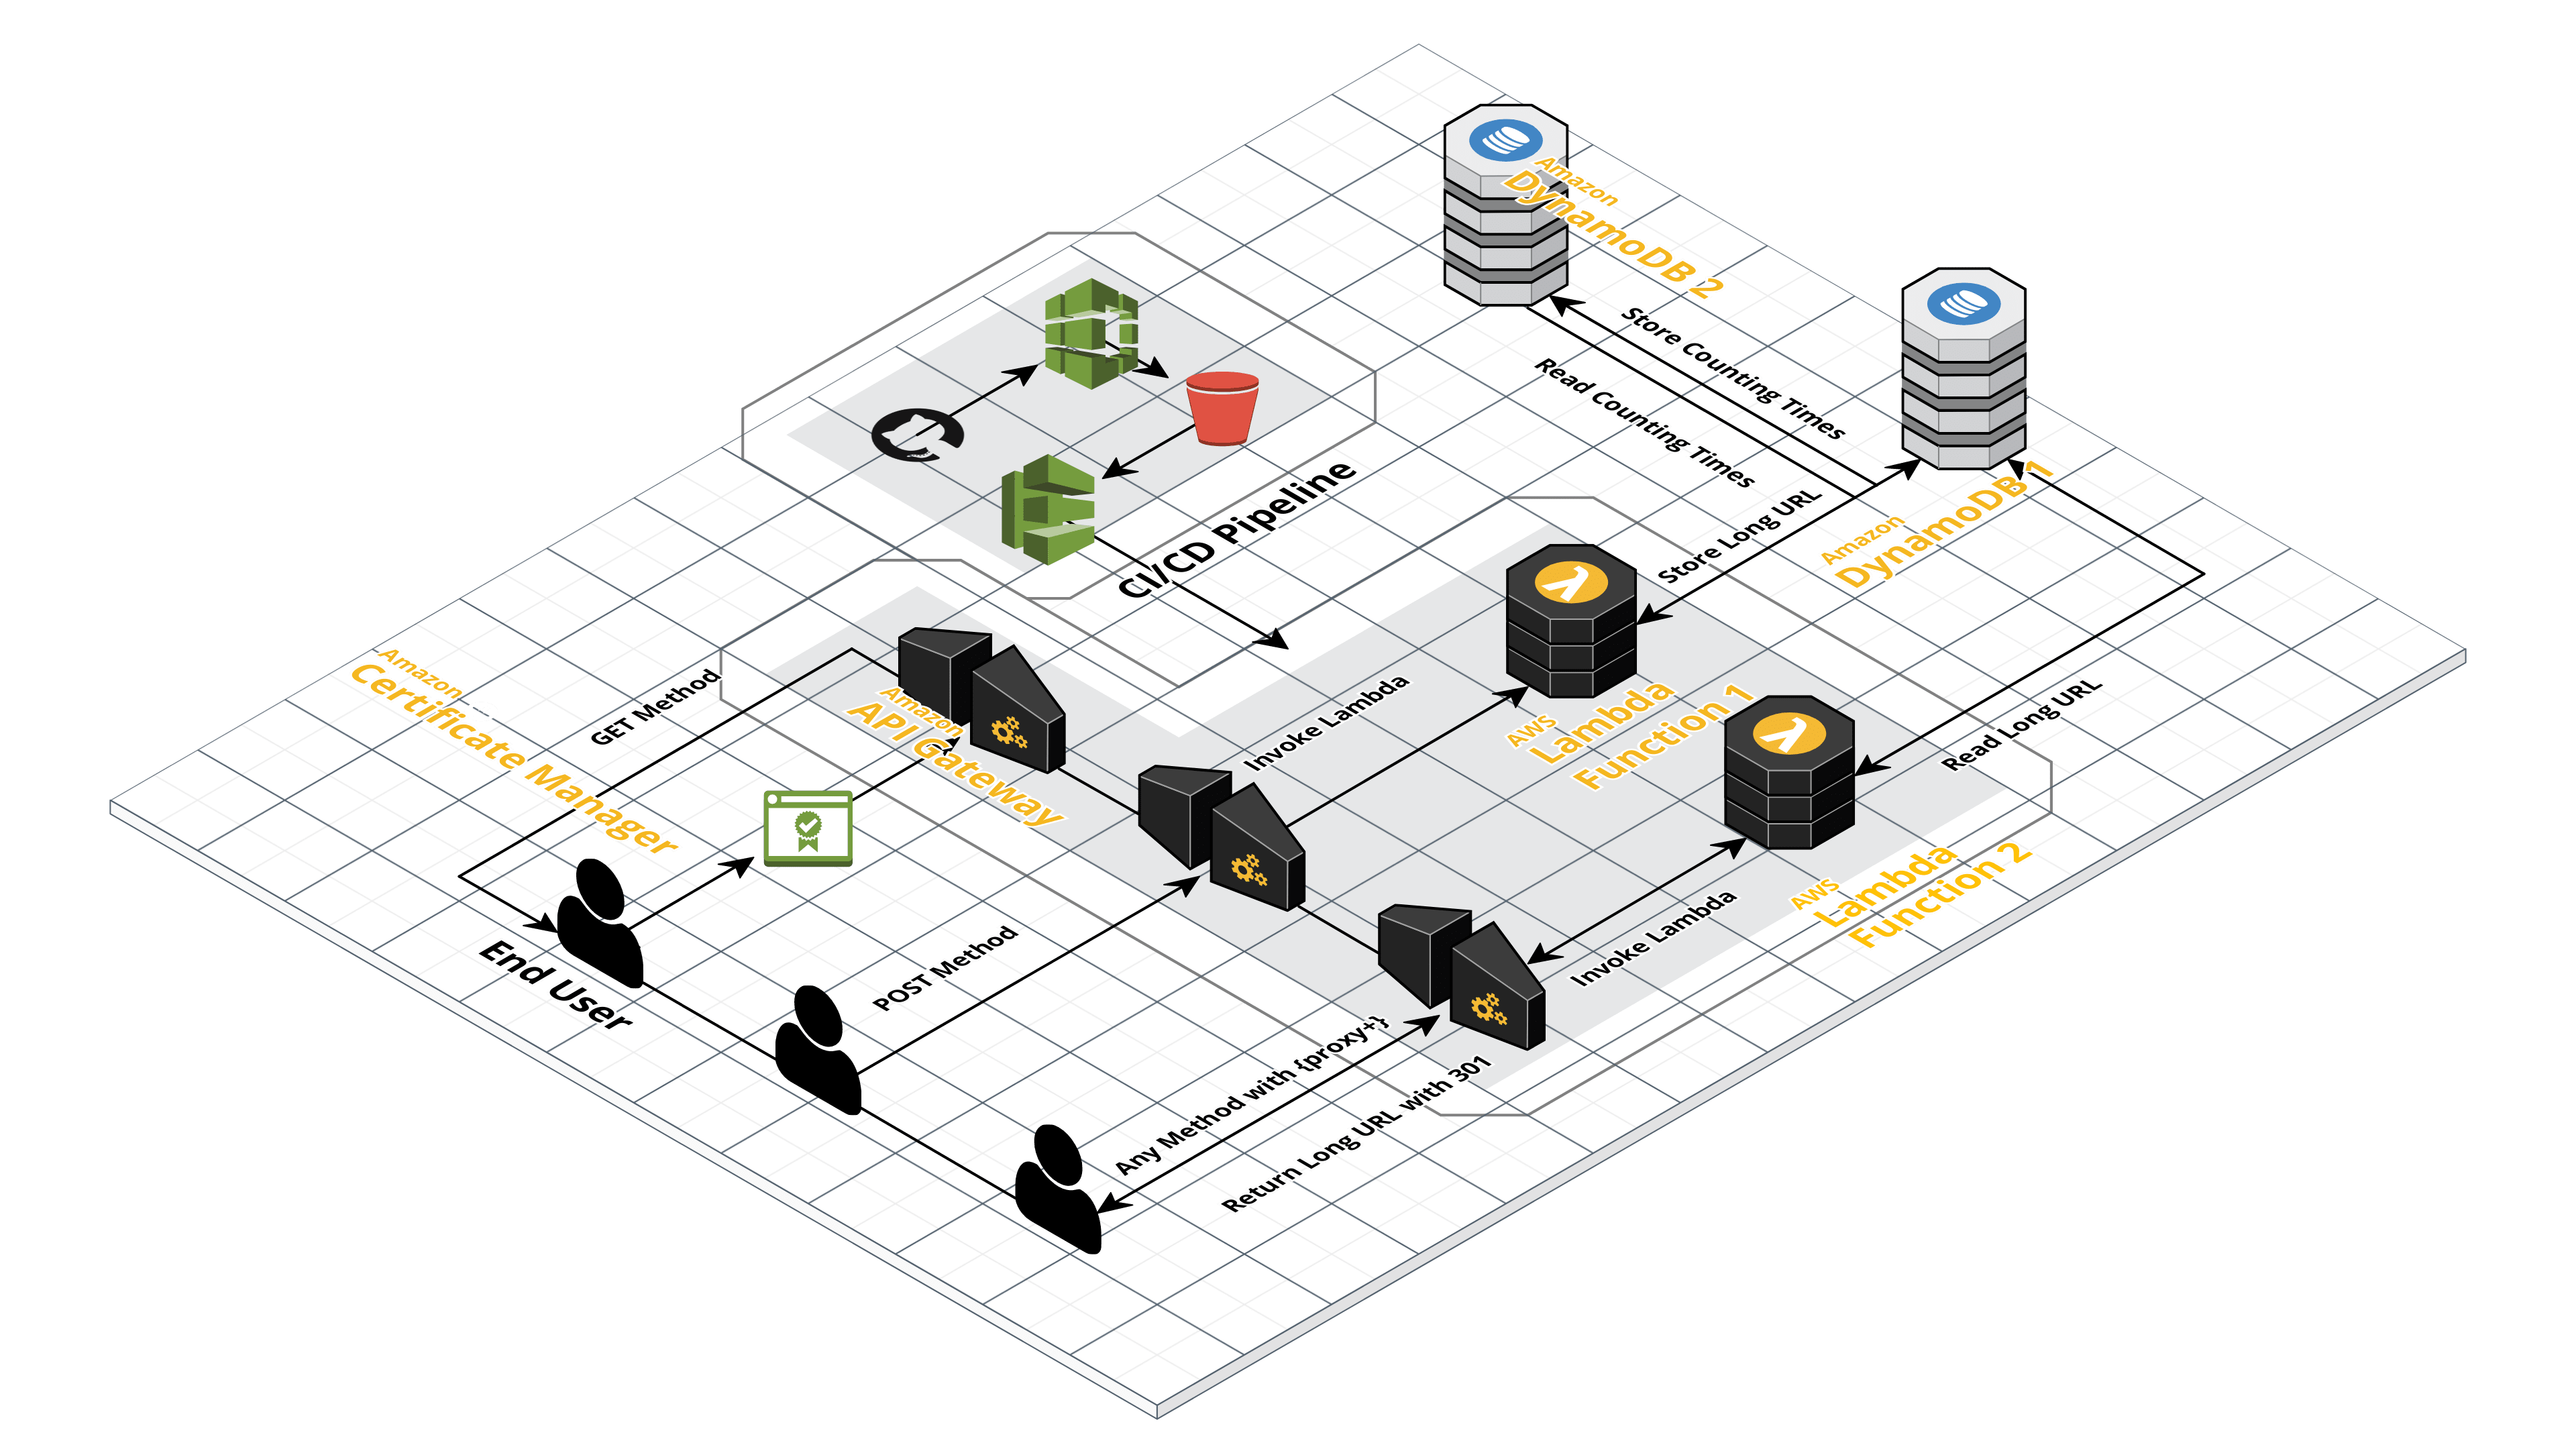 Amazon
DynamoDB 2
Store Counting Times
Read Counting Times
Store Long URL
Amazon
DynamoDB 1
CI/CD Pipeline
Amazon
Certificate Manager
GET Method
Amazon
API Gateway
Invoke Lambda
AWS
Lambda
Function 1
Read Long URL
End User
POST Method
Invoke Lambda
AWS
Lambda
Function 2
Any Method with {proxy+}
Return Long URL with 301